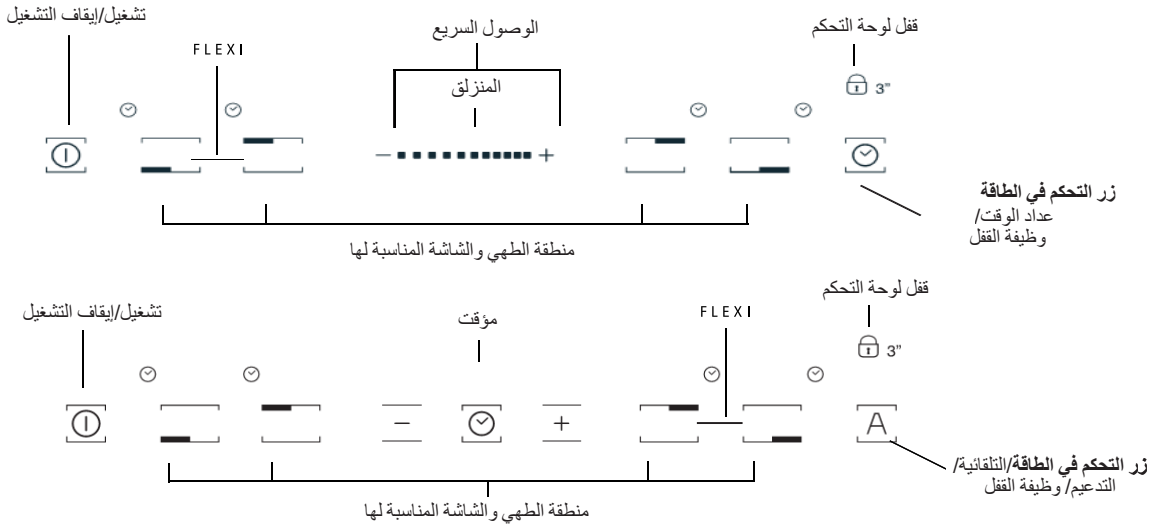 تشغيل/إيقاف التشغيل
FLEXI
الوصول السريع
المنزلق
قفل لوحة التحكم
3”
زر التحكم في الطاقة
عداد الوقت/
وظيفة القفل
منطقة الطهي والشاشة المناسبة لها
تشغيل/إيقاف التشغيل
مؤقت
FLEXI
قفل لوحة التحكم
3”
A
زر التحكم في الطاقة/التلقائية/
التدعيم/ وظيفة القفل
منطقة الطهي والشاشة المناسبة لها